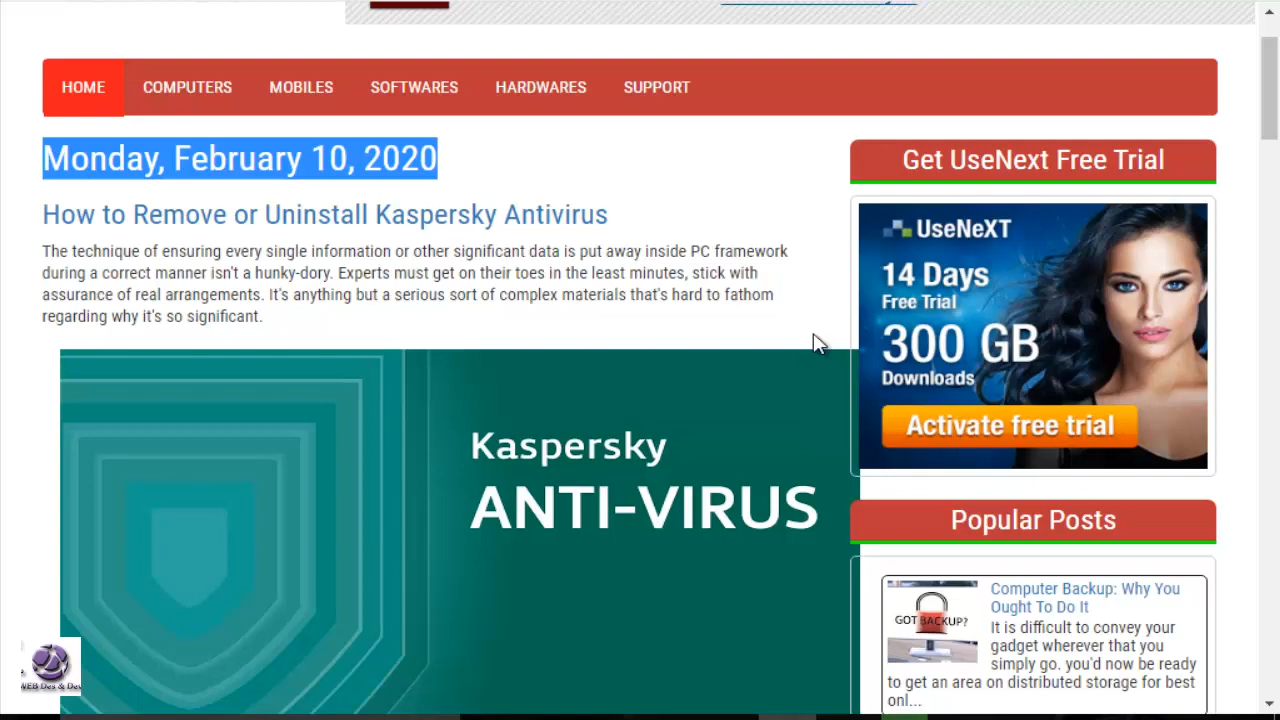 HOME COMPUTERS MOBILES SOFTWARES HARDWARES SUPPORT
Monday, February 10, 2020
How to Remove or Uninstall Kaspersky Antivirus
The technique of ensuring every single information or other significant data is put away inside PC framework
during a correct manner isn't a hunky-dory. Experts must get on their toes in the least minutes, stick with
assurance of real arrangements. It's anything but a serious sort of complex materials that's hard to fathom
regarding why it's so significant.
Kaspersky
ANTI-VIRUS
Get UseNext Free Trial
UseNeXT
14 Days
Free Trial
300 GB
Downloads
Activate free trial
Popular Posts
GOT BACKUP?
Computer Backup: Why You
Ought To Do It
It is difficult to convey your
gadget wherever that you
simply go. you'd now be ready
to get an area on distributed storage for best
onl...
WEB Des & Dev